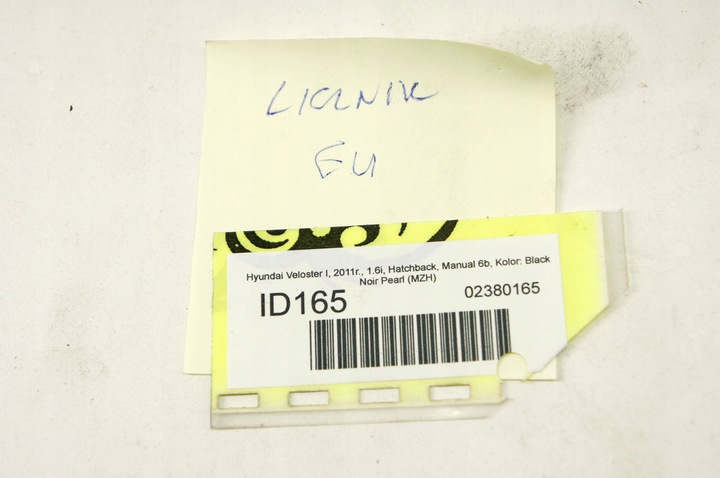 LICZNIK
EU
Hyundai Veloster I, 2011r., 1.6i, Hatchback, Manual 6b, Kolor: Black
Noir Pearl (MZH)
ID165
02380165